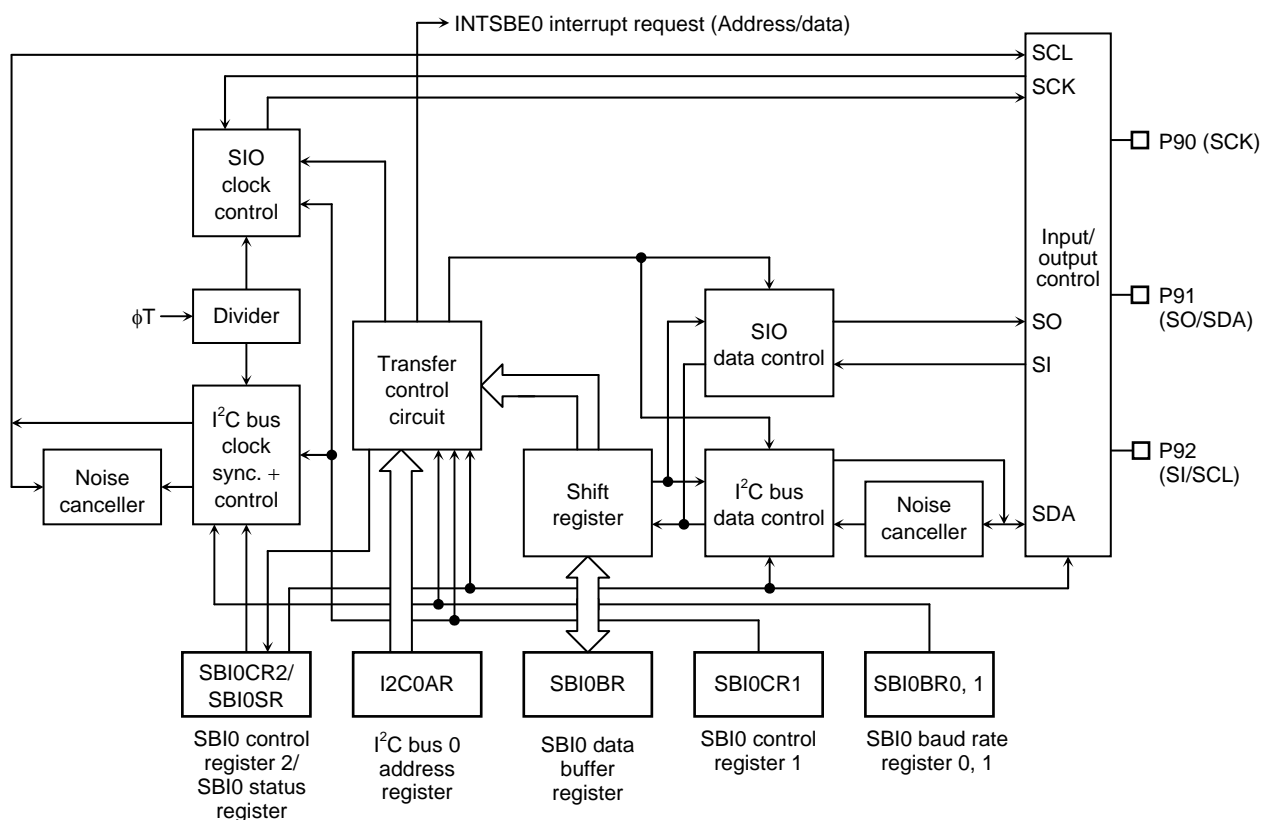 INTSBE0 interrupt request (Address/data)
SCL
SCK
SIO
clock
control
P90 (SCK)
Input/
output
control
φT
Divider
P91
(SO/SDA)
SO
SI
SIO
data control
Transfer
control
circuit
I²C bus
clock
sync. +
control
Noise
canceller
Shift
register
I²C bus
data control
Noise
canceller
SDA
P92
(SI/SCL)
SBI0CR2/
SBI0SR
I2C0AR
SBI0BR
SBI0CR1
SBI0BR0, 1
SBI0 control
register 2/
SBI0 status
register
I²C bus 0
address
register
SBI0 data
buffer
register
SBI0 control
register 1
SBI0 baud rate
register 0, 1